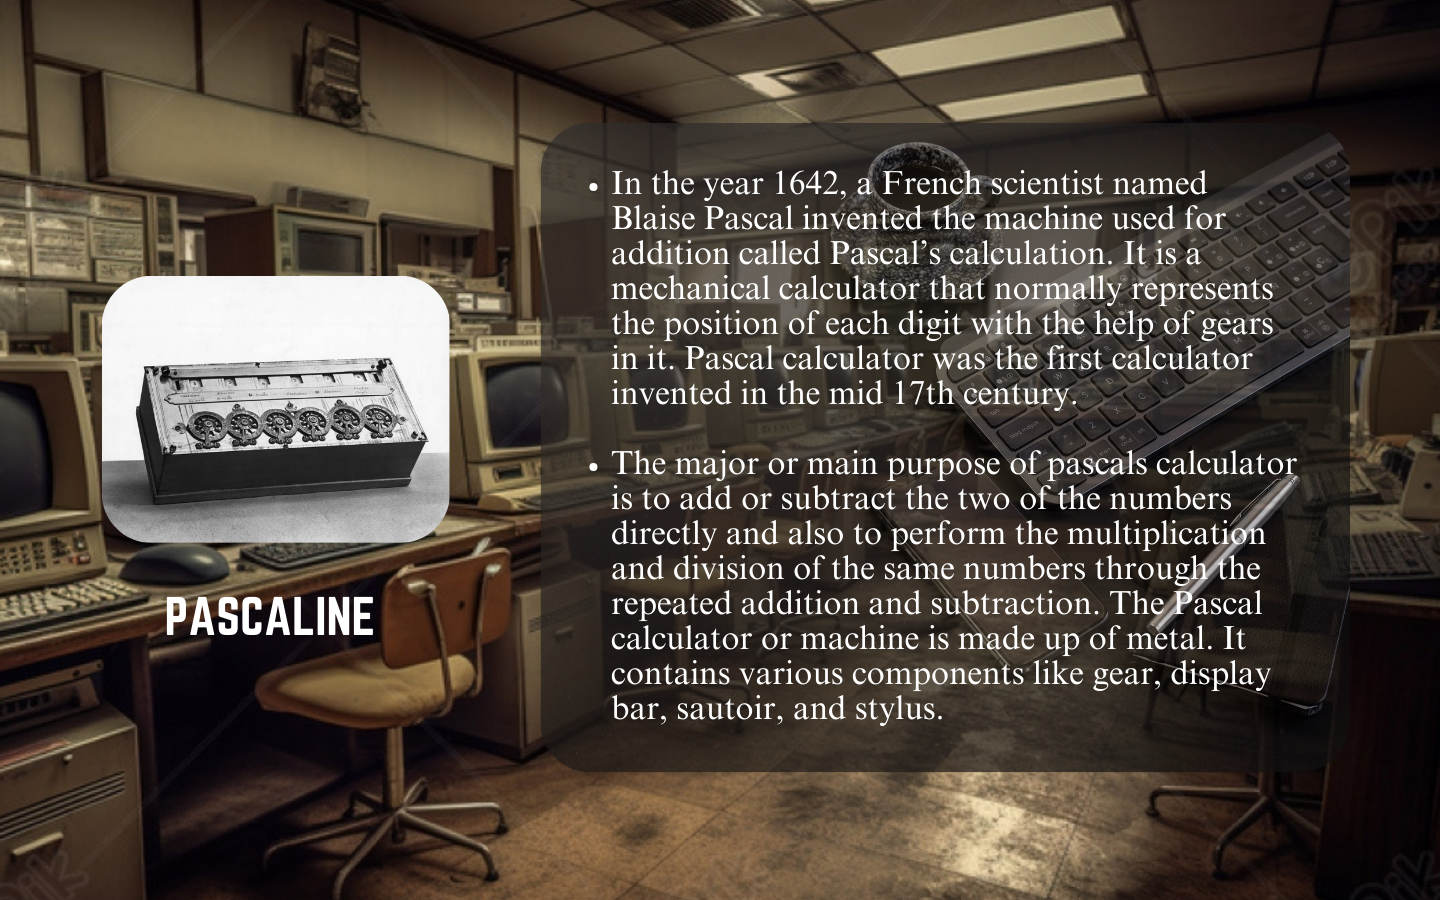 • In the year 1642, a French scientist named
Blaise Pascal invented the machine used for
addition called Pascal’s calculation. It is a
mechanical calculator that normally represents
the position of each digit with the help of gears
in it. Pascal calculator was the first calculator
invented in the mid 17th century.
• The major or main purpose of pascals calculator
is to add or subtract the two of the numbers
directly and also to perform the multiplication
and division of the same numbers through the
repeated addition and subtraction. The Pascal
calculator or machine is made up of metal. It
contains various components like gear, display
bar, sautoir, and stylus.
PASCALINE